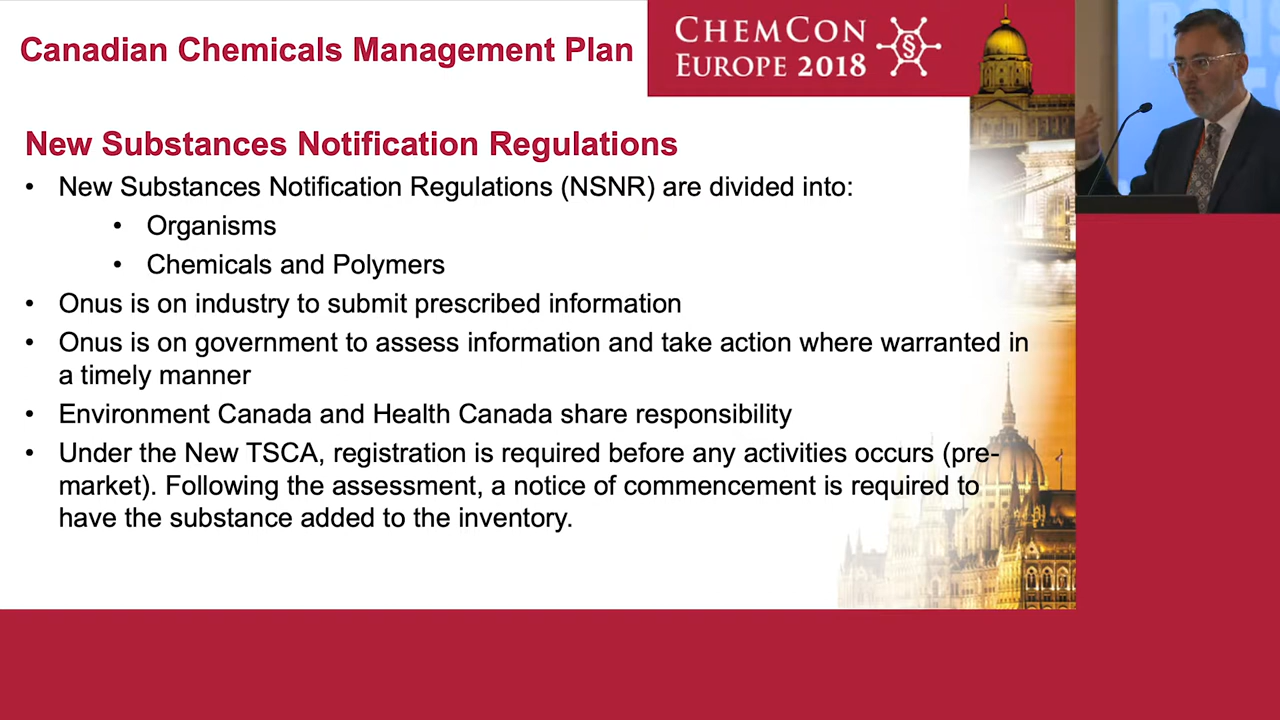 Canadian Chemicals Management Plan
CHEMCON
EUROPE 2018
§
New Substances Notification Regulations
• New Substances Notification Regulations (NSNR) are divided into:
• Organisms
• Chemicals and Polymers
• Onus is on industry to submit prescribed information
• Onus is on government to assess information and take action where warranted in
a timely manner
• Environment Canada and Health Canada share responsibility
• Under the New TSCA, registration is required before any activities occurs (pre-
market). Following the assessment, a notice of commencement is required to
have the substance added to the inventory.